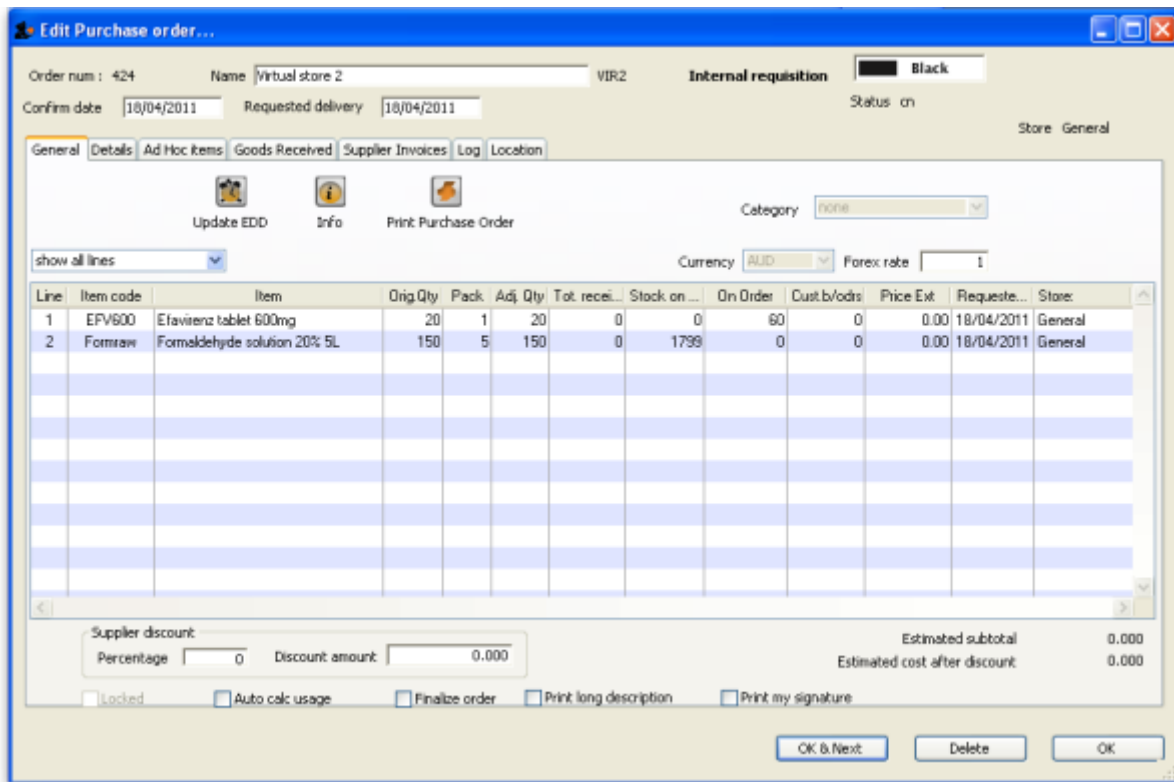 Edit Purchase order...
Order num : 424 Name Virtual store 2 VIR2 Internal requisition Black
Confirm date 18/04/2011 Requested delivery 18/04/2011 Status cn
Store General
General Details Ad Hoc items Goods Received Supplier Invoices Log Location
Update EDD Info Print Purchase Order Category none
show all lines Currency AUD Forex rate 1
Line Item code Item Orig.Qty Pack Adj. Qty Tot. recei... Stock on ... On Order Cust.b/odrs Price Ext Requeste... Store:
1 EFV600 Efavirenz tablet 600mg 20 1 20 0 0 60 0 0.00 18/04/2011 General
2 Formraw Formaldehyde solution 20% 5L 150 5 150 0 1799 0 0 0.00 18/04/2011 General
Supplier discount
Percentage 0 Discount amount 0.000
Estimated subtotal 0.000
Estimated cost after discount 0.000
Locked Auto calc usage Finalize order Print long description Print my signature
OK & Next Delete OK